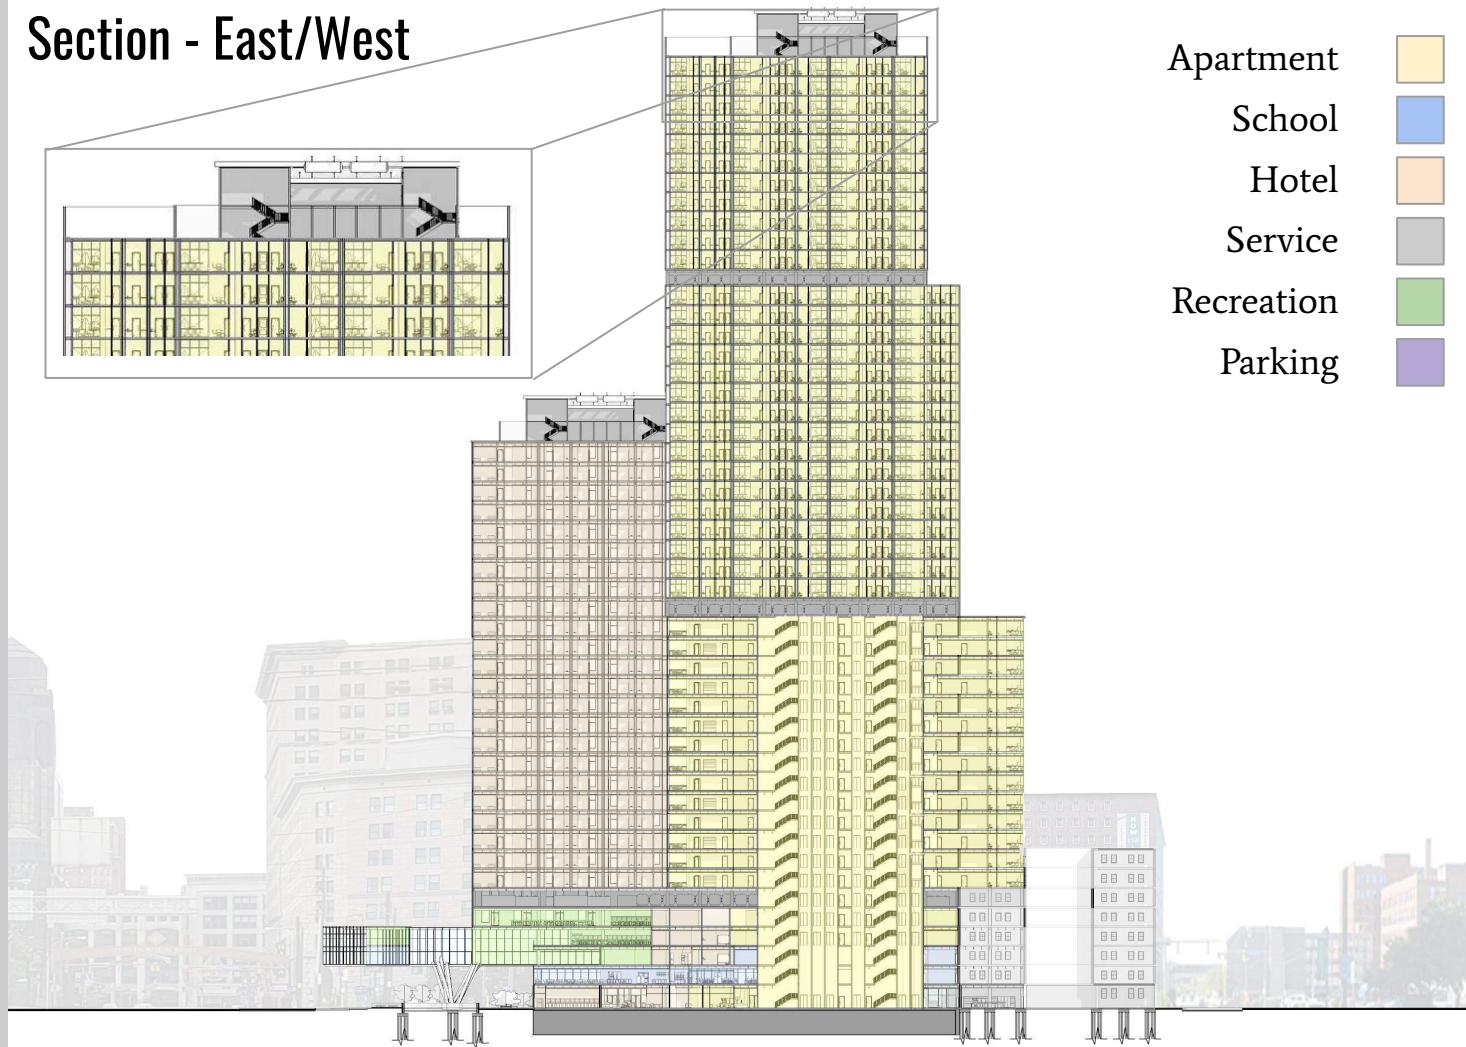 Section - East/West
Apartment
School
Hotel
Service
Recreation
Parking